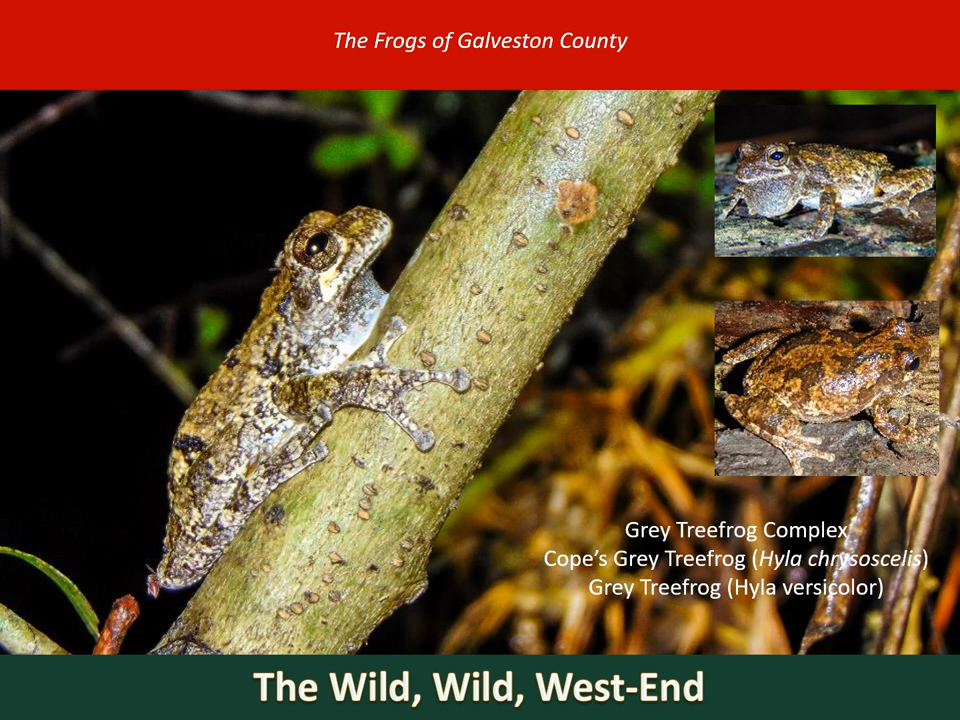 The Frogs of Galveston County
Grey Treefrog Complex
Cope's Grey Treefrog (Hyla chrysoscelis)
Grey Treefrog (Hyla versicolor)
The Wild, Wild, West-End